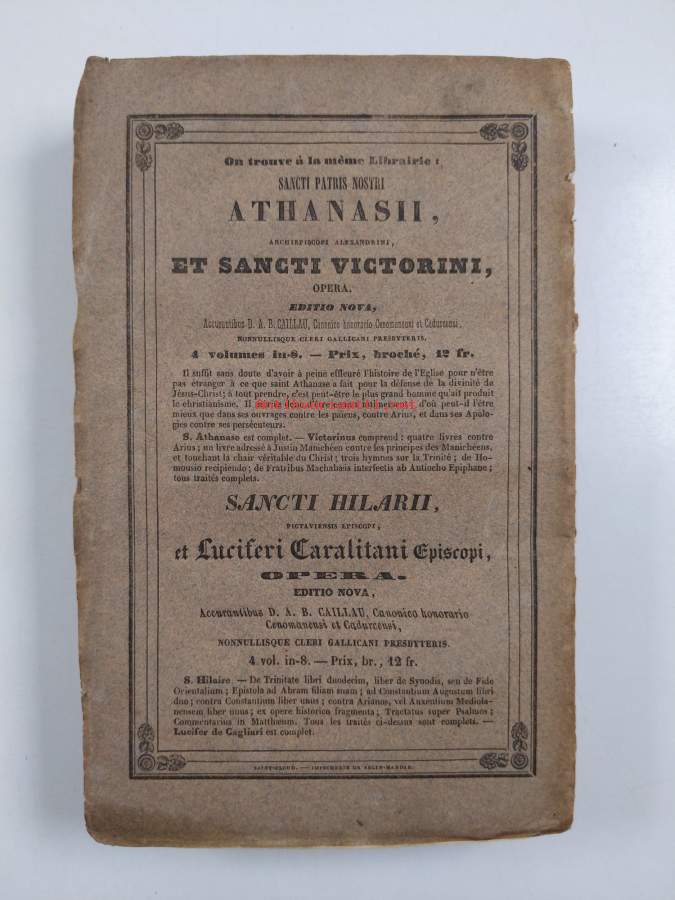 On trouve à la même Librairie :
SANCTI PATRIS NOSTRI
ATHANASII,
ARCHIEPISCOPI ALEXANDRINI,
ET SANCTI VICTORINI,
OPERA.
EDITIO NOVA,
Accurantibus D. A. B. CAILLAU, Canonico honorario Cenomanensi et Cadurcensi,
NONNULLISQUE CLERI GALLICANI PRESBYTERIS.
4 volumes in-8. — Prix, broché, 12 fr.
Il suffit sans doute d'avoir à peine effleuré l'histoire de l'Eglise pour n'être
pas étranger à ce que saint Athanase a fait pour la défense de la divinité de
Jésus-Christ; à tout prendre, c'est peut-être le plus grand homme qu'ait produit
le christianisme. Il d'où peut-il l'être
mieux que dans ses ouvrages contre les païens, contre Arius, et dans ses Apolo-
gies contre ses persécuteurs.
S. Athanase est complet. — Victorinus comprend : quatre livres contre
Arius; un livre adressé à Justin Manichéen contre les principes des Manichéens,
et touchant la chair véritable du Christ; trois hymnes sur la Trinité; de Ho-
mousio recipiendo; de Fratribus Machabæis interfectis ab Antiocho Epiphane;
tous traités complets.
SANCTI HILARII,
PICTAVIENSIS EPISCOPI,
et Luciferi Caralitani Episcopi,
OPERA.
EDITIO NOVA,
Accurantibus D. A. B. CAILLAU, Canonico honorario
Cenomanensi et Cadurcensi,
NONNULLISQUE CLERI GALLICANI PRESBYTERIS.
4 vol. in-8. — Prix, br., 12 fr.
S. Hilaire. — De Trinitate libri duodecim, liber de Synodis, seu de Fide
Orientalium; Epistola ad Abram filiam suam; ad Constantium Augustum libri
duo; contra Constantium liber unus; contra Arianos, vel Auxentium Mediola-
nensem liber unus; ex opere historico fragmenta; Tractatus super Psalmos;
Commentarius in Matthæum. Tous les traités ci-dessus sont complets. —
Lucifer de Cagliari est complet.
SAINT-CLOUD. — IMPRIMERIE DE BELIN-MANDAR.